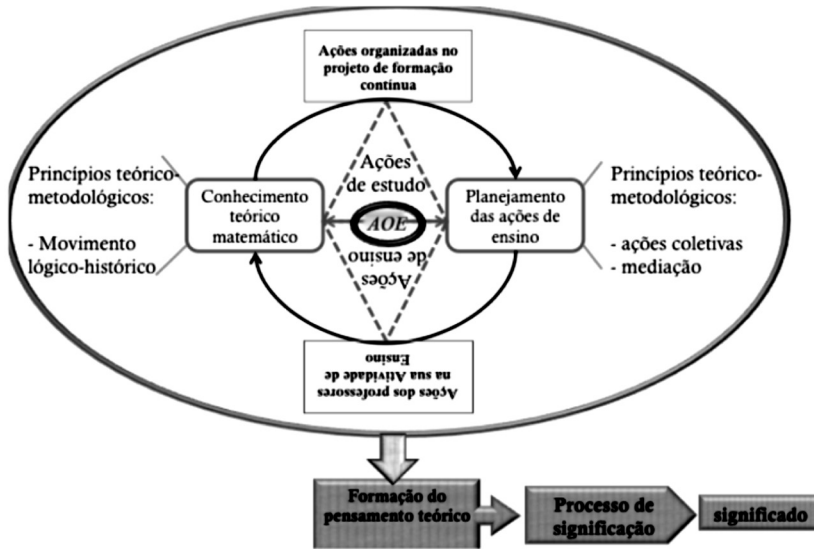 Ações organizadas no
projeto de formação
contínua
Princípios teórico-
metodológicos:
- Movimento
lógico-histórico
Conhecimento
teórico
matemático
Ações
de estudo
AOE
Ações
de ensino
Planejamento
das ações de
ensino
Princípios teórico-
metodológicos:
- ações coletivas
- mediação
Ações dos professores
na sua Atividade de
Ensino
Formação do
pensamento teórico
Processo de
significação
significado